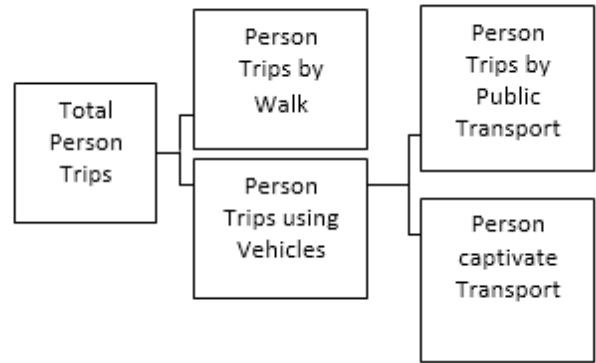 Total
Person
Trips
Person
Trips by
Walk
Person
Trips using
Vehicles
Person
Trips by
Public
Transport
Person
captivate
Transport